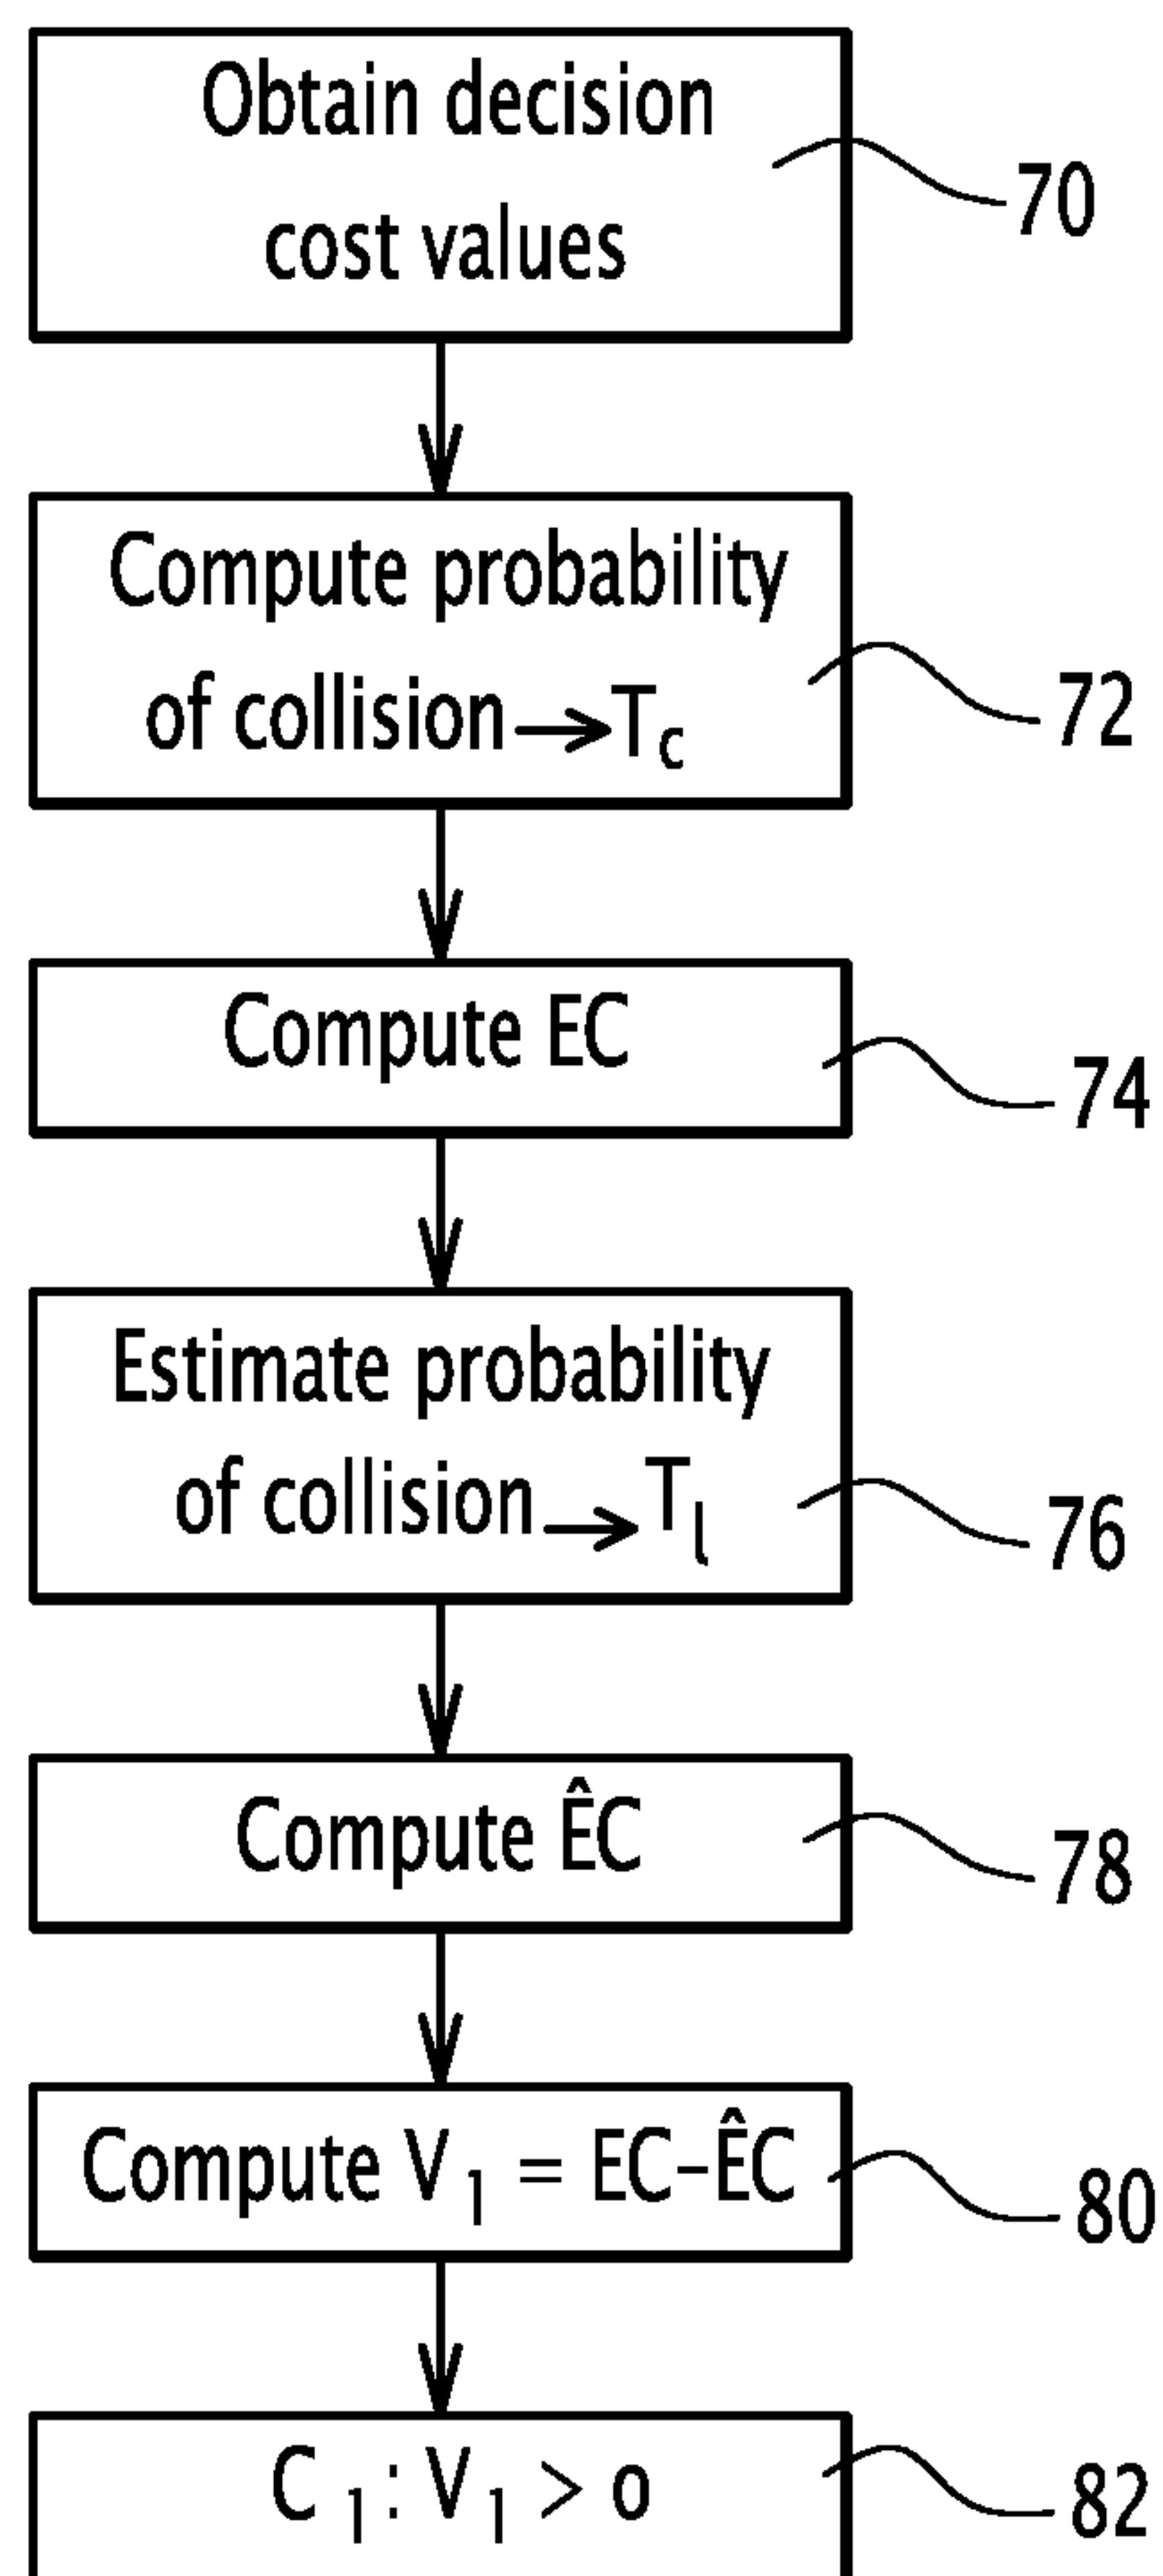 Obtain decision
cost values
70
Compute probability
of collision→Tc
72
Compute EC
74
Estimate probability
of collision→Tl
76
Compute ÊC
78
Compute V1 = EC-ÊC
80
C1: V1 > o
82